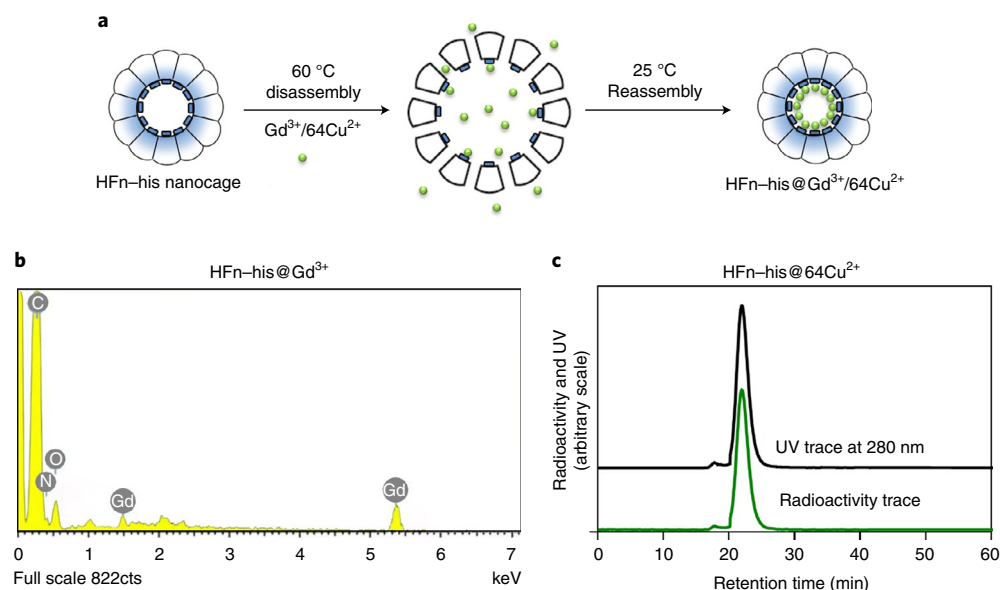 a
60 °C
disassembly
Gd³⁺/64Cu²⁺
25 °C
Reassembly
HFn–his nanocage
HFn–his@Gd³⁺/64Cu²⁺
b
HFn–his@Gd³⁺
C
O
N
Gd
Gd
0 1 2 3 4 5 6 7
Full scale 822cts
keV
c
HFn–his@64Cu²⁺
Radioactivity and UV
(arbitrary scale)
UV trace at 280 nm
Radioactivity trace
0 10 20 30 40 50 60
Retention time (min)